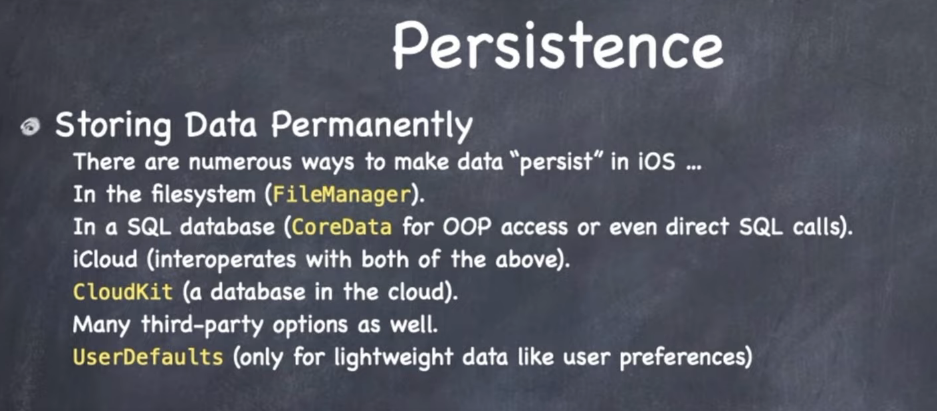 Persistence
Storing Data Permanently
There are numerous ways to make data “persist” in iOS ...
In the filesystem (FileManager).
In a SQL database (CoreData for OOP access or even direct SQL calls).
iCloud (interoperates with both of the above).
CloudKit (a database in the cloud).
Many third-party options as well.
UserDefaults (only for lightweight data like user preferences)